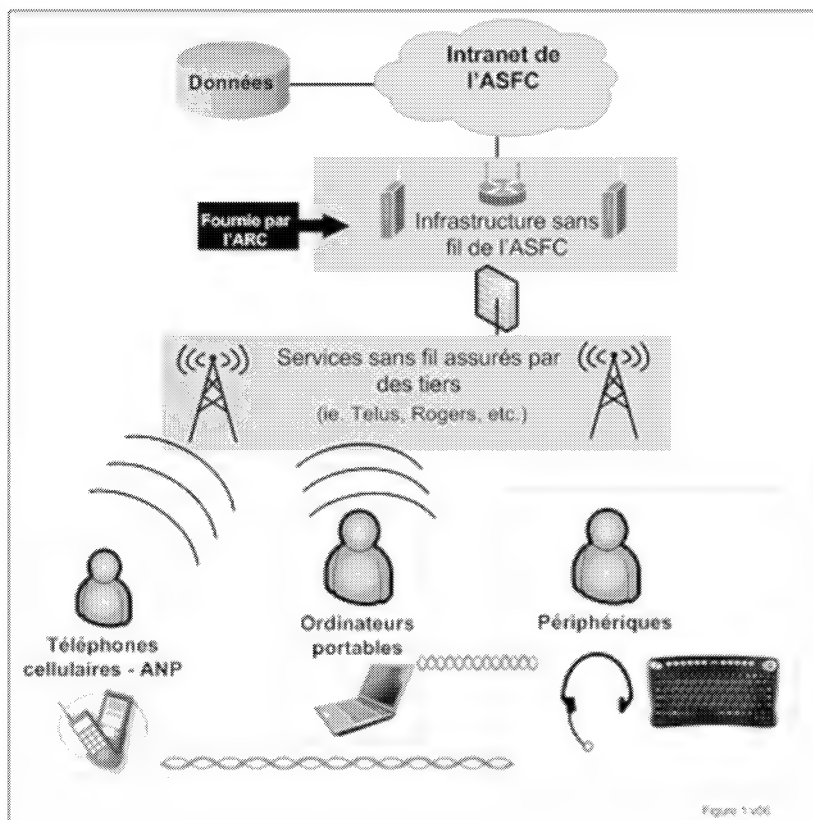 Intranet de
l'ASFC
Données
Fournie par
l'ARC
Infrastructure sans
fil de l'ASFC
Services sans fil assurés par
des tiers
(ie. Telus, Rogers, etc.)
Téléphones
cellulaires - ANP
Ordinateurs
portables
Périphériques
Figure 1 v06